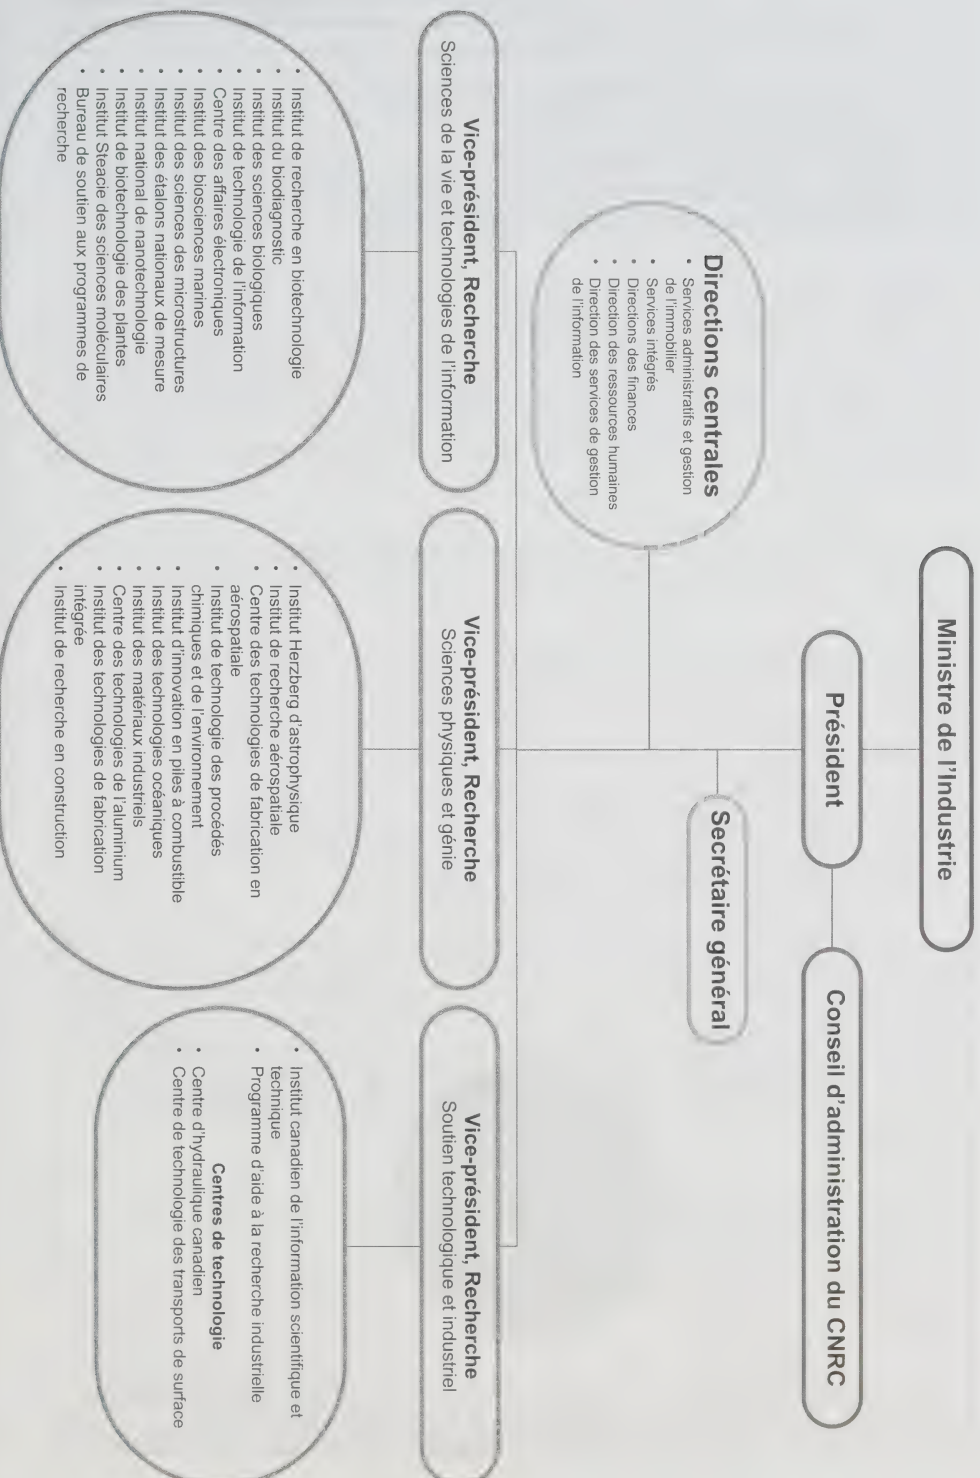 Ministre de l'Industrie
Président
Conseil d'administration du CNRC
Secrétaire général
Directions centrales
• Services administratifs et gestion
de l'immobilier
• Services intégrés
• Directions des finances
• Direction des ressources humaines
• Direction des services de gestion
de l'information
Vice-président, Recherche
Sciences de la vie et technologies de l'information
• Institut de recherche en biotechnologie
• Institut du biodiagnostic
• Institut des sciences biologiques
• Institut de technologie de l'information
• Centre des affaires électroniques
• Institut des biosciences marines
• Institut des sciences des microstructures
• Institut des étalons nationaux de mesure
• Institut national de nanotechnologie
• Institut de biotechnologie des plantes
• Institut Steacie des sciences moléculaires
• Bureau de soutien aux programmes de
recherche
Vice-président, Recherche
Sciences physiques et génie
• Institut Herzberg d'astrophysique
• Institut de recherche aérospatiale
• Centre des technologies de fabrication en
aérospatiale
• Institut de technologie des procédés
chimiques et de l'environnement
• Institut d'innovation en piles à combustible
• Institut des technologies océaniques
• Institut des matériaux industriels
• Centre des technologies de l'aluminium
• Institut des technologies de fabrication
intégrée
• Institut de recherche en construction
Vice-président, Recherche
Soutien technologique et industriel
• Institut canadien de l'information scientifique et
technique
• Programme d'aide à la recherche industrielle
Centres de technologie
• Centre d'hydraulique canadien
• Centre de technologie des transports de surface